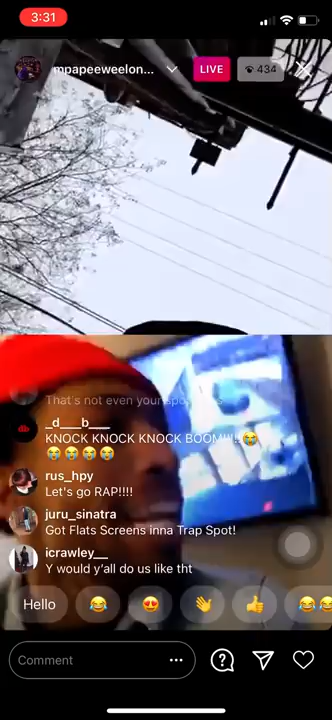 3:31
mpapeeweelon...
LIVE
434
That's not even your
_d___b___
KNOCK KNOCK KNOCK BOOM!!!! 😭
😭😭😭😭
rus_hpy
Let's go RAP!!!!
juru_sinatra
Got Flats Screens inna Trap Spot!
icrawley__
Y would y'all do us like tht
Hello 😂 😍 👋 👍 😂😂
Comment